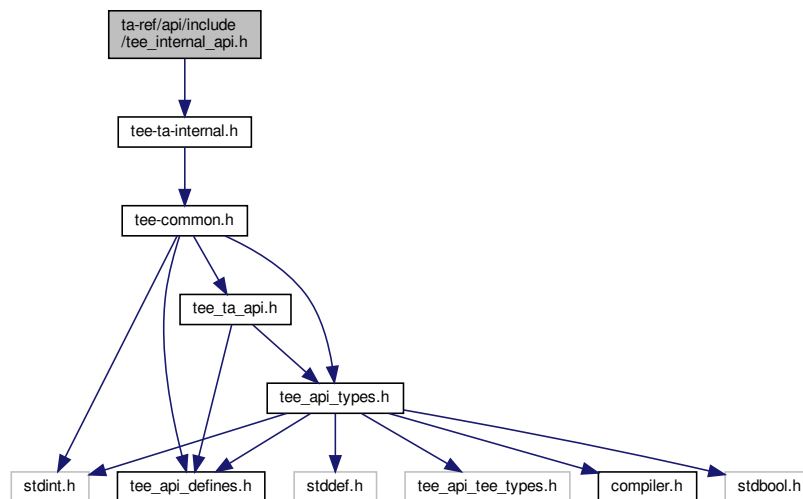 ta-ref/api/include
/tee_internal_api.h
tee-ta-internal.h
tee-common.h
tee_ta_api.h
tee_api_types.h
stdint.h
tee_api_defines.h
stddef.h
tee_api_tee_types.h
compiler.h
stdbool.h